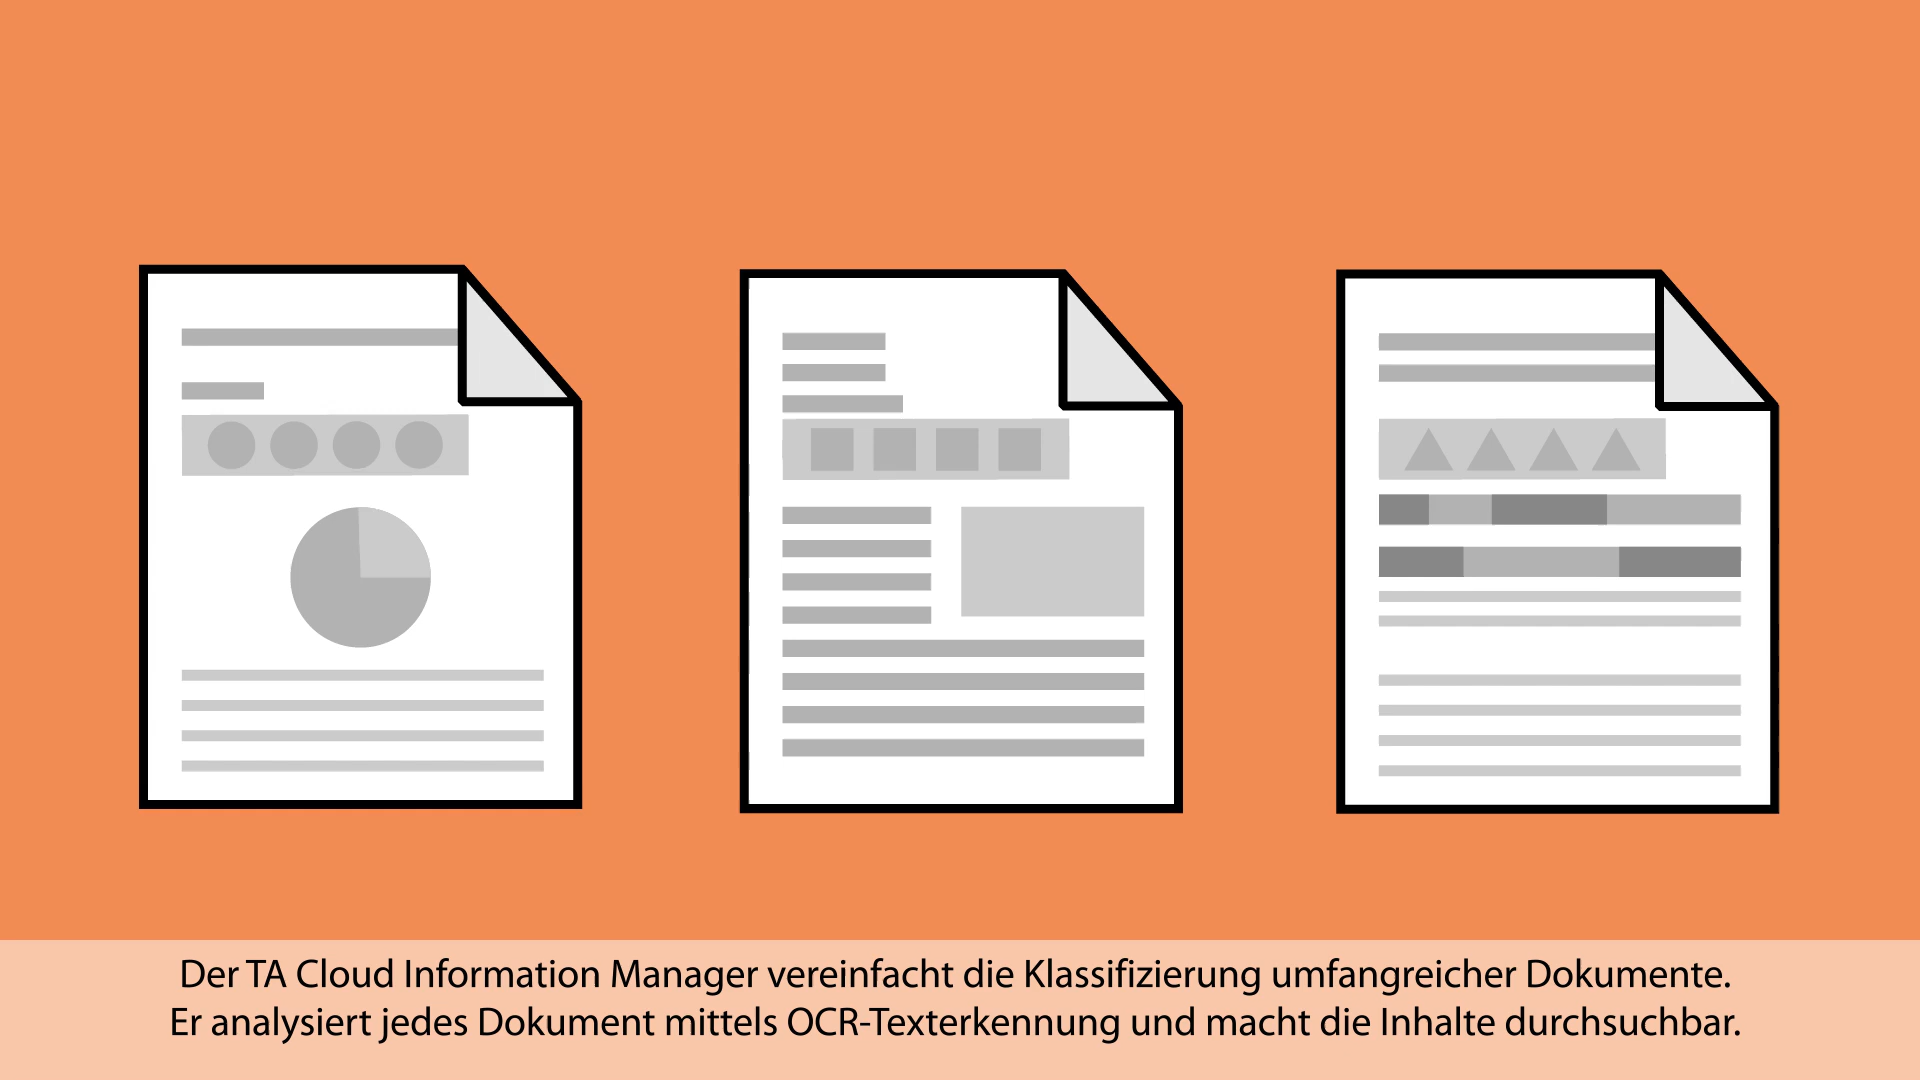 Der TA Cloud Information Manager vereinfacht die Klassifizierung umfangreicher Dokumente.
Er analysiert jedes Dokument mittels OCR-Texterkennung und macht die Inhalte durchsuchbar.